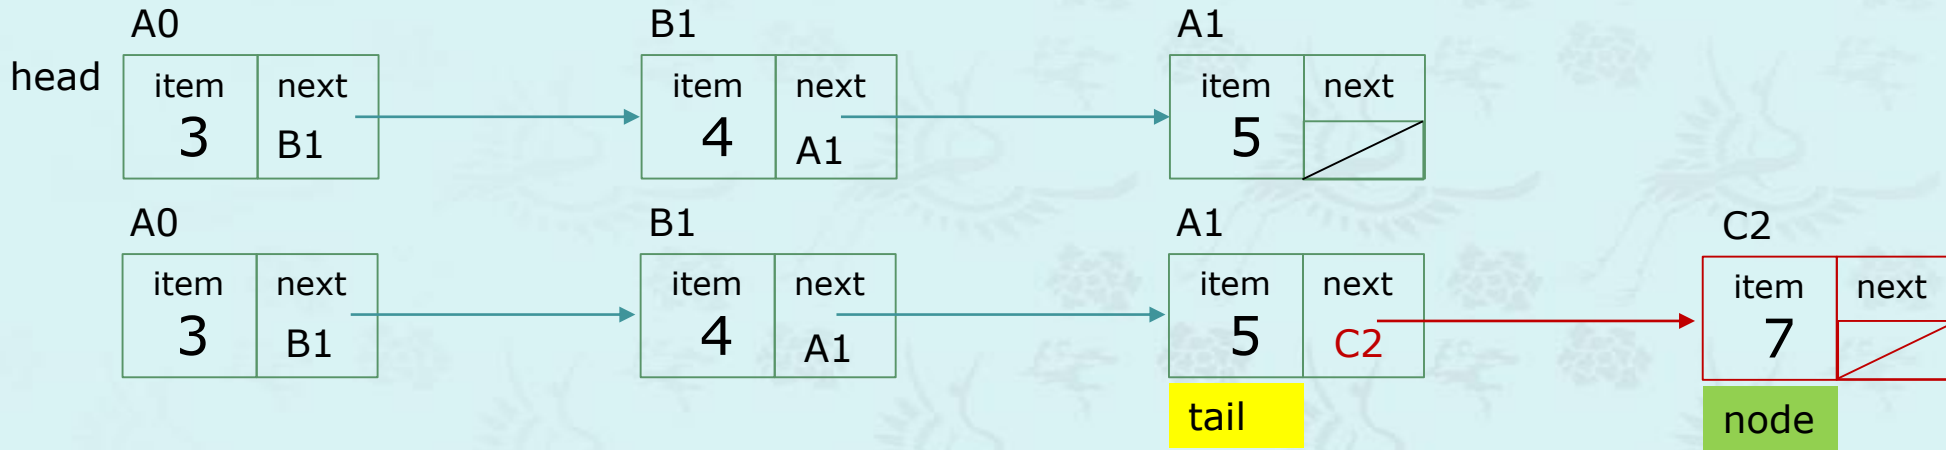 A0 B1 A1
head item next item next item next
3 B1 4 A1 5
A0 B1 A1 C2
item next item next item next item next
3 B1 4 A1 5 C2 7
tail node